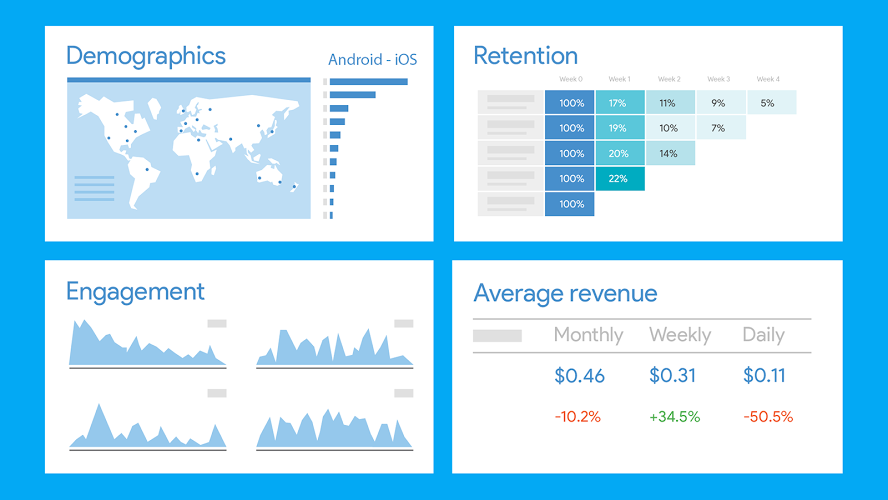 Demographics
Android - iOS
Retention
Week 0 Week 1 Week 2 Week 3 Week 4
100% 17% 11% 9% 5%
100% 19% 10% 7%
100% 20% 14%
100% 22%
100%
Engagement
Average revenue
Monthly Weekly Daily
$0.46 $0.31 $0.11
-10.2% +34.5% -50.5%